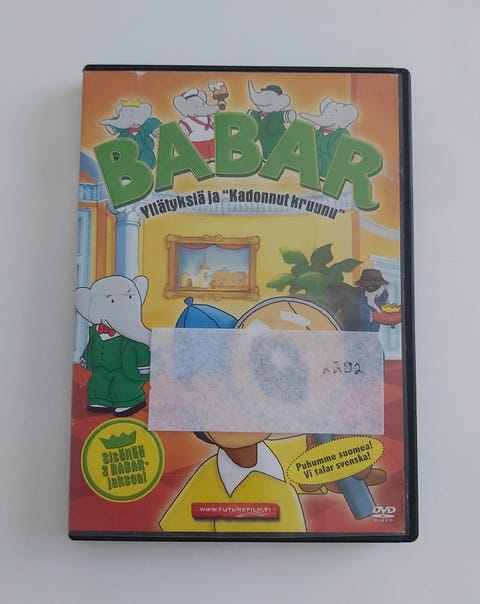 BABAR
Yllätyksiä ja "Kadonnut kruunu"
Sisältää
3 BABAR-
jaksoa!
Puhumme suomea!
Vi talar svenska!
WWW.FUTUREFILM.FI
DVD
VIDEO